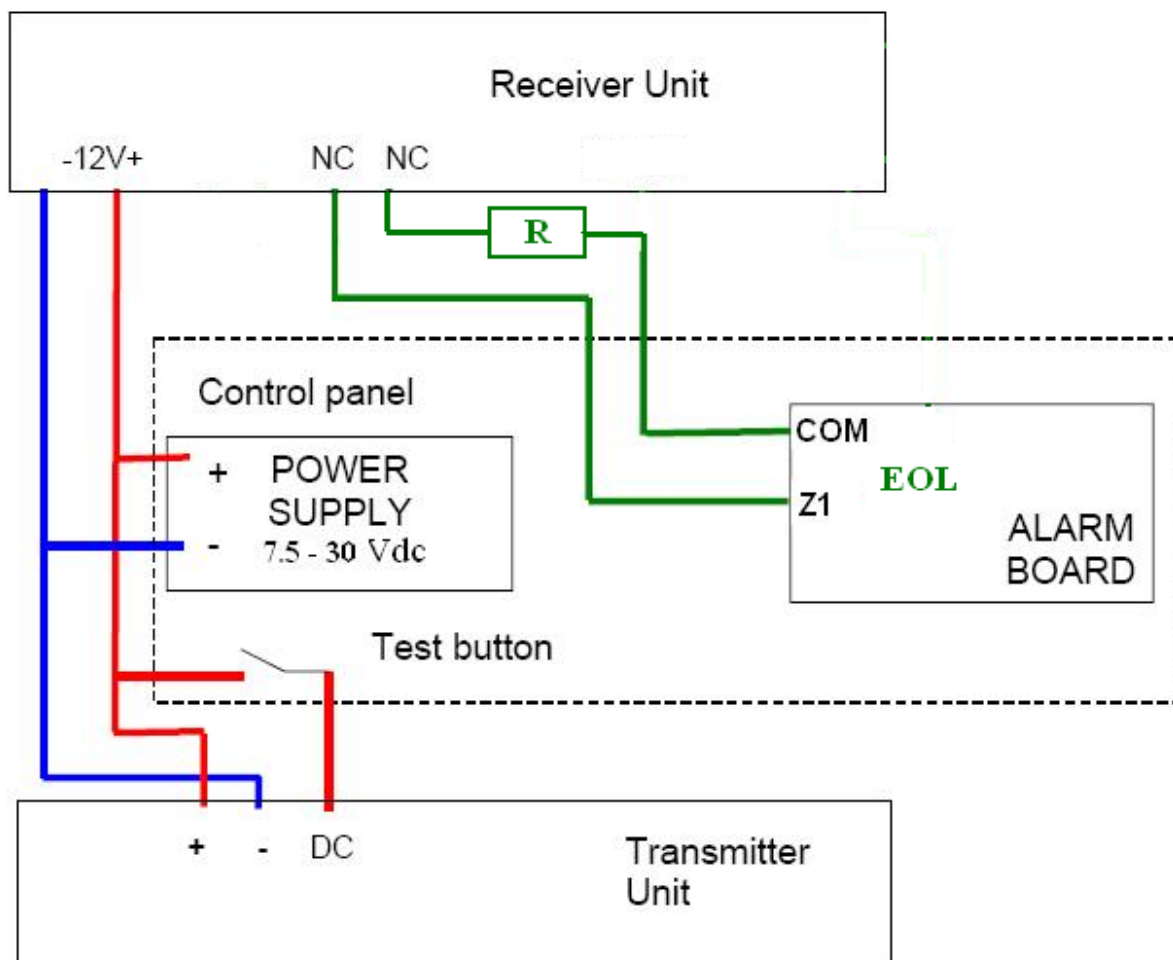 Receiver Unit
-12V+
NC
NC
R
Control panel
+
POWER
SUPPLY
-
7.5 - 30 Vdc
COM
EOL
Z1
ALARM
BOARD
Test button
+
-
DC
Transmitter
Unit